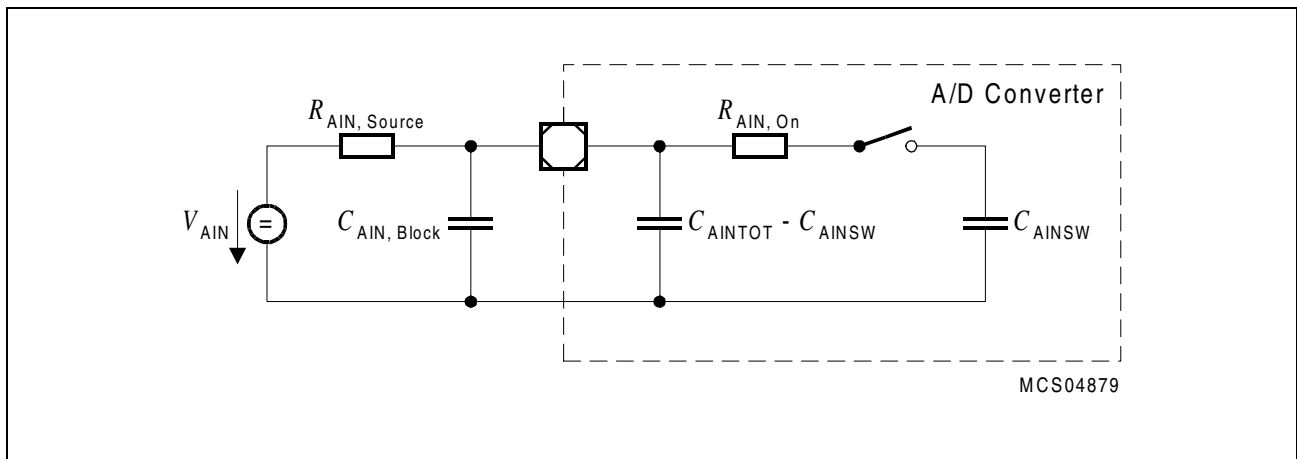 A/D Converter
R AIN, Source
R AIN, On
V AIN
=
C AIN, Block
C AINTOT - C AINSW
C AINSW
MCS04879